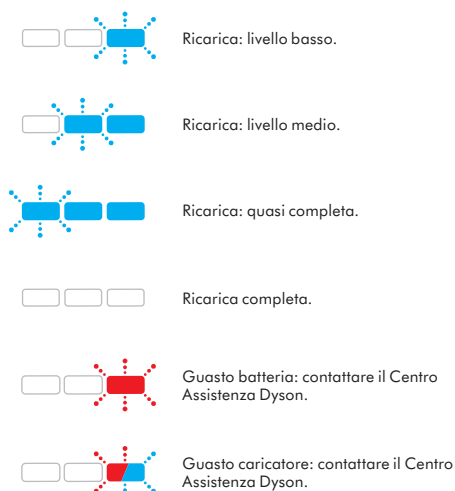 Ricarica: livello basso.
Ricarica: livello medio.
Ricarica: quasi completa.
Ricarica completa.
Guasto batteria: contattare il Centro
Assistenza Dyson.
Guasto caricatore: contattare il Centro
Assistenza Dyson.